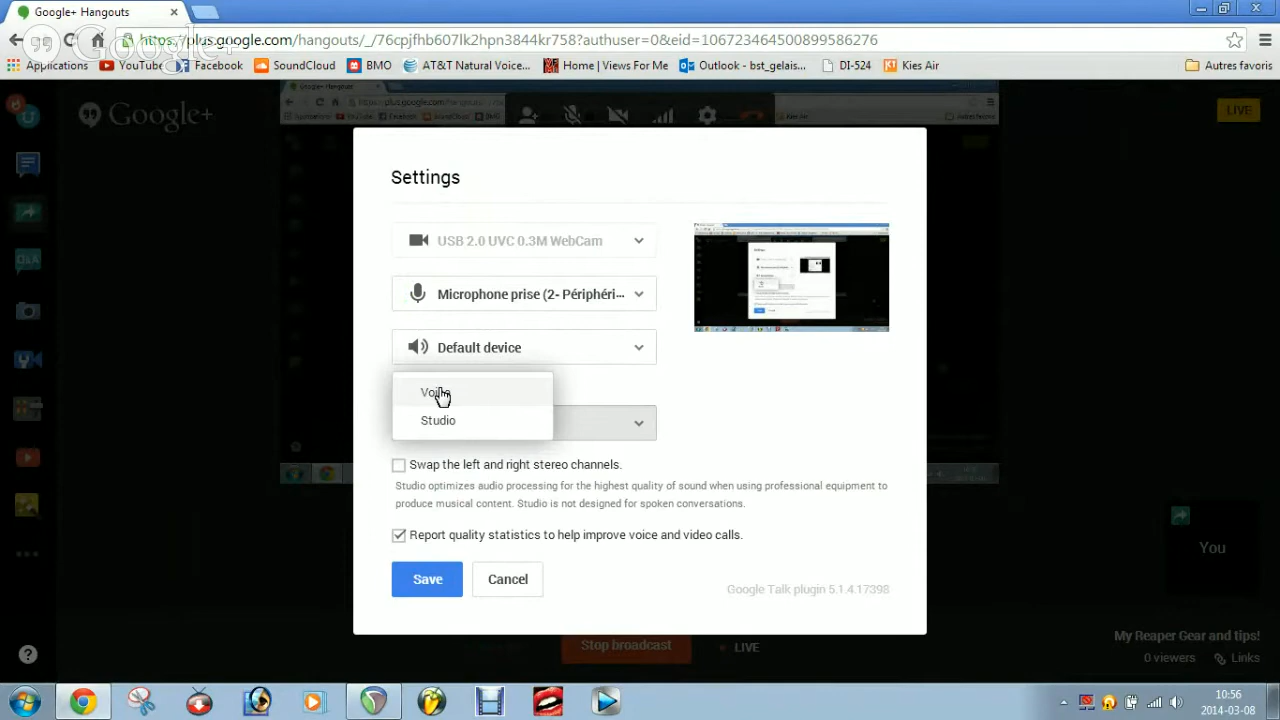 Google+ Hangouts
https://plus.google.com/hangouts/_/76cpjfhb607lk2hpn3844kr758?authuser=0&eid=106723464500899586276
Applications YouTube Facebook SoundCloud BMO AT&T Natural Voice... Home | Views For Me Outlook - bst_gelais... DI-524 Kies Air Autres favoris
Google+
LIVE
Settings
USB 2.0 UVC 0.3M WebCam
Microphone prise (2- Périphéri...
Default device
Voice
Studio
Swap the left and right stereo channels.
Studio optimizes audio processing for the highest quality of sound when using professional equipment to
produce musical content. Studio is not designed for spoken conversations.
Report quality statistics to help improve voice and video calls.
Save Cancel
Google Talk plugin 5.1.4.17398
Q&A
You
Stop broadcast LIVE
My Reaper Gear and tips!
0 viewers Links
10:56
2014-03-08